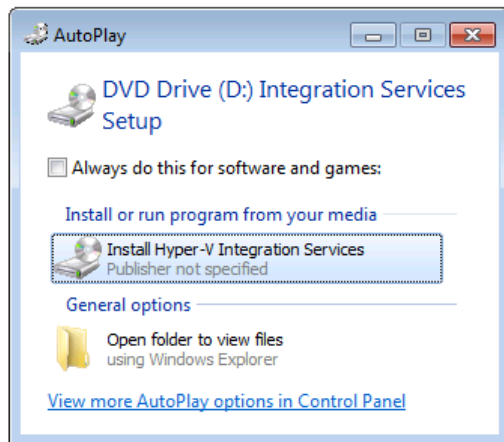 AutoPlay
DVD Drive (D:) Integration Services
Setup
Always do this for software and games:
Install or run program from your media
Install Hyper-V Integration Services
Publisher not specified
General options
Open folder to view files
using Windows Explorer
View more AutoPlay options in Control Panel